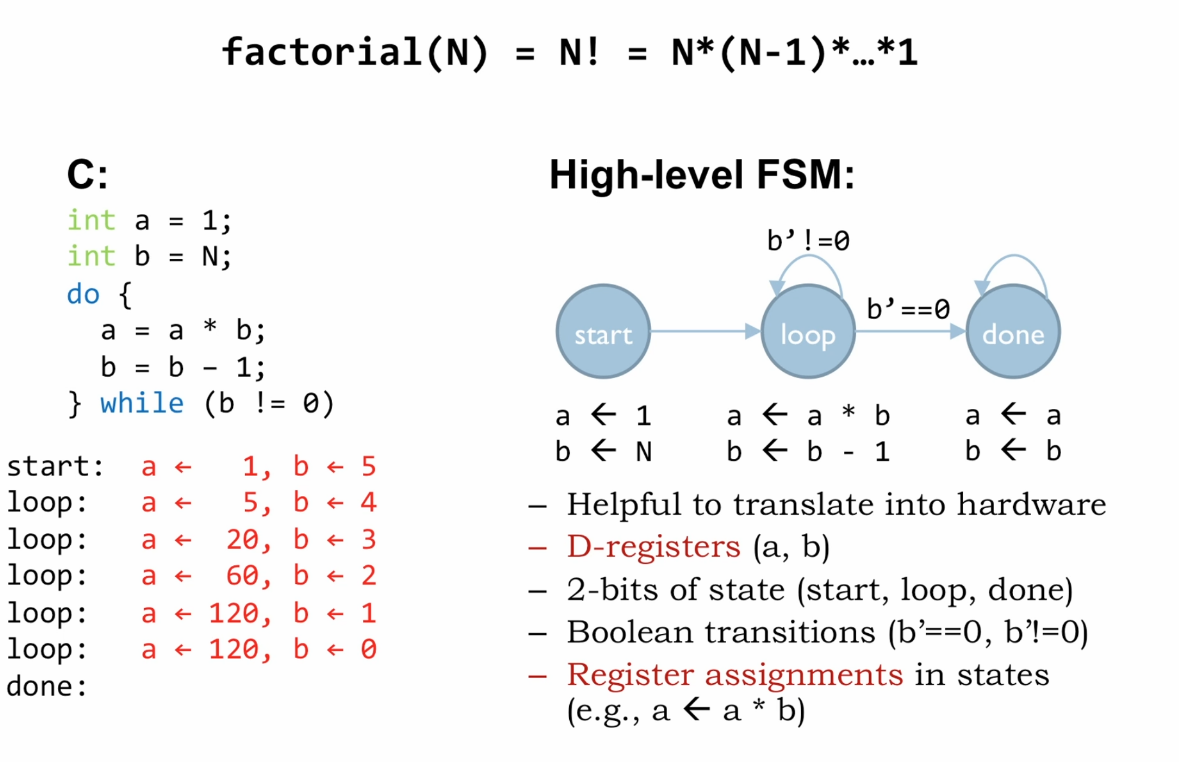 factorial(N) = N! = N*(N-1)*…*1
C:
int a = 1;
int b = N;
do {
  a = a * b;
  b = b – 1;
} while (b != 0)
start: a ← 1, b ← 5
loop: a ← 5, b ← 4
loop: a ← 20, b ← 3
loop: a ← 60, b ← 2
loop: a ← 120, b ← 1
loop: a ← 120, b ← 0
done:
High-level FSM:
b’!=0
b’==0
start
loop
done
a ← 1
b ← N
a ← a * b
b ← b - 1
a ← a
b ← b
– Helpful to translate into hardware
– D-registers (a, b)
– 2-bits of state (start, loop, done)
– Boolean transitions (b’==0, b’!=0)
– Register assignments in states
(e.g., a ← a * b)